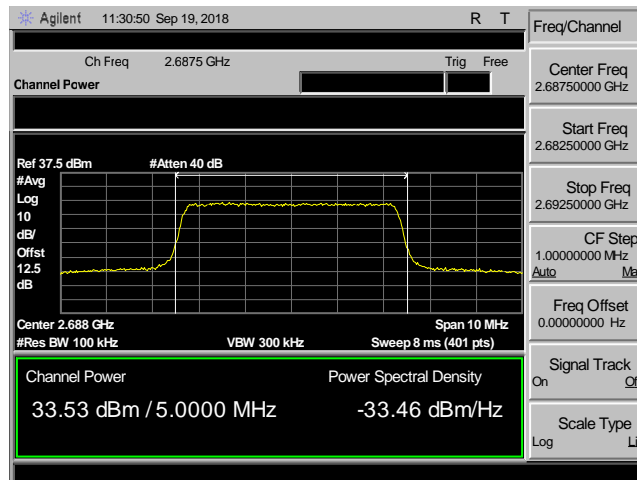 Agilent 11:30:50 Sep 19, 2018 R T
Freq/Channel
Ch Freq 2.6875 GHz Trig Free
Channel Power
Center Freq
2.68750000 GHz
Start Freq
2.68250000 GHz
Stop Freq
2.69250000 GHz
CF Step
1.00000000 MHz
Auto Ma
Freq Offset
0.00000000 Hz
Signal Track
On Of
Scale Type
Log Li
Ref 37.5 dBm #Atten 40 dB
#Avg
Log
10
dB/
Offst
12.5
dB
Center 2.688 GHz Span 10 MHz
#Res BW 100 kHz VBW 300 kHz Sweep 8 ms (401 pts)
Channel Power Power Spectral Density
33.53 dBm / 5.0000 MHz -33.46 dBm/Hz